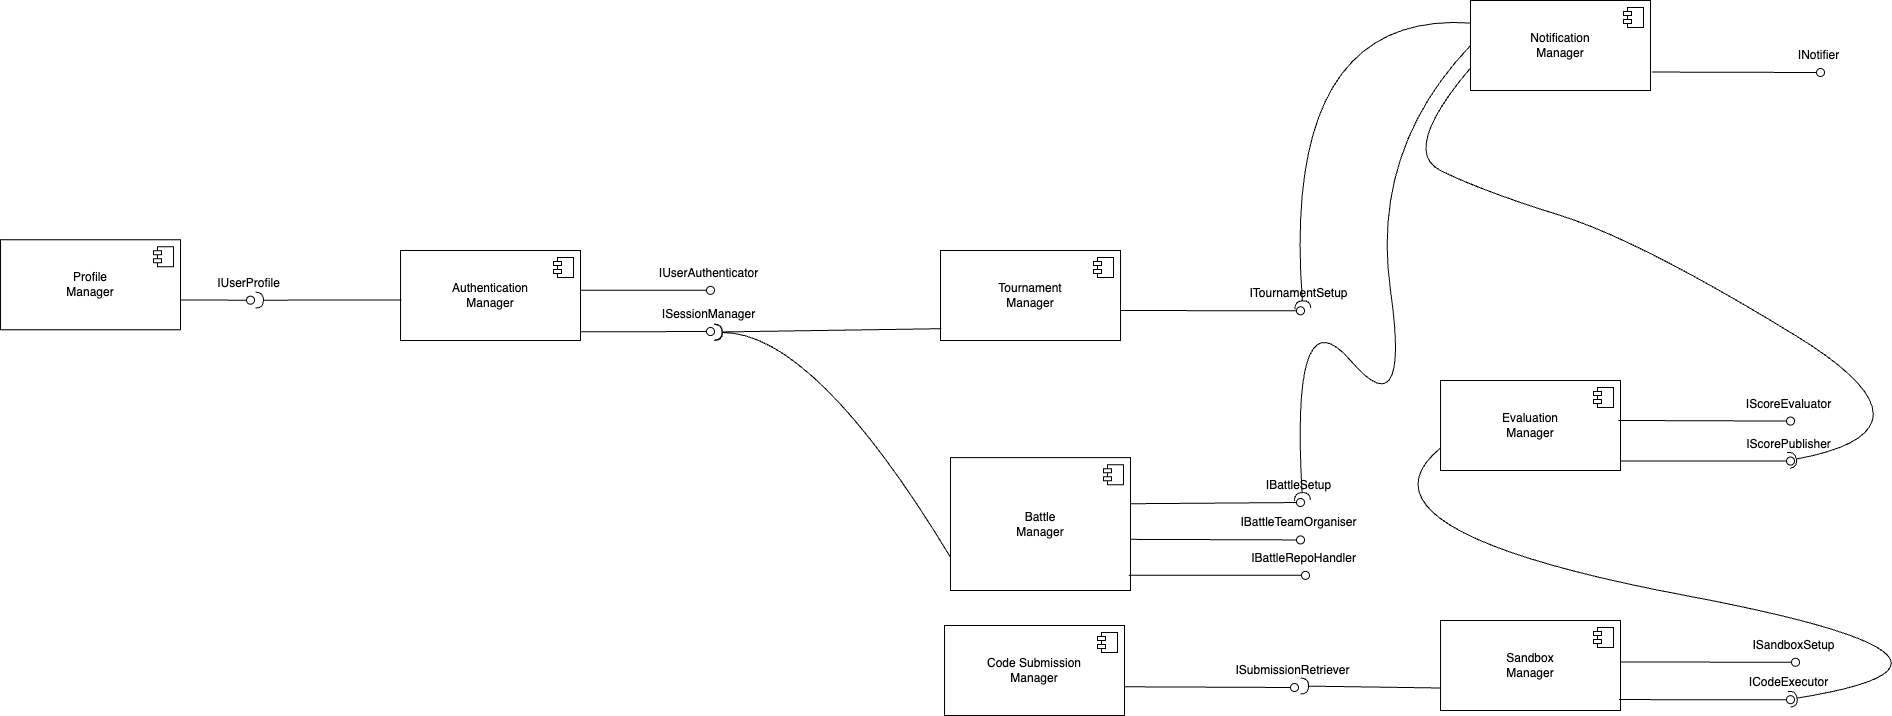 Notification
Manager
INotifier
Profile
Manager
IUserProfile
Authentication
Manager
IUserAuthenticator
ISessionManager
Tournament
Manager
ITournamentSetup
Evaluation
Manager
IScoreEvaluator
IScorePublisher
Battle
Manager
IBattleSetup
IBattleTeamOrganiser
IBattleRepoHandler
Code Submission
Manager
ISubmissionRetriever
Sandbox
Manager
ISandboxSetup
ICodeExecutor